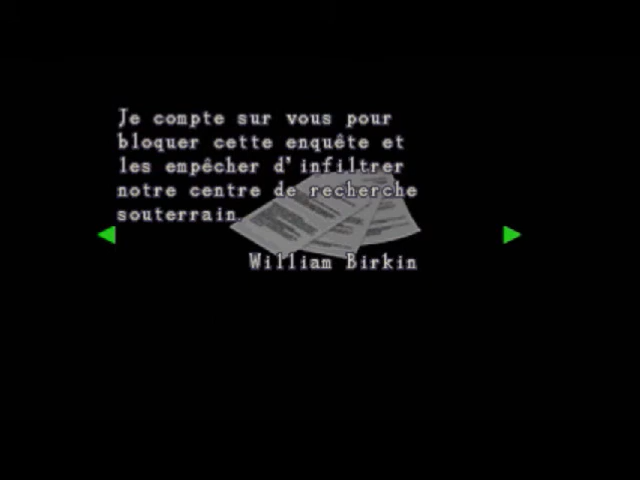 Je compte sur vous pour
bloquer cette enquête et
les empêcher d'infiltrer
notre centre de recherche
souterrain.
William Birkin